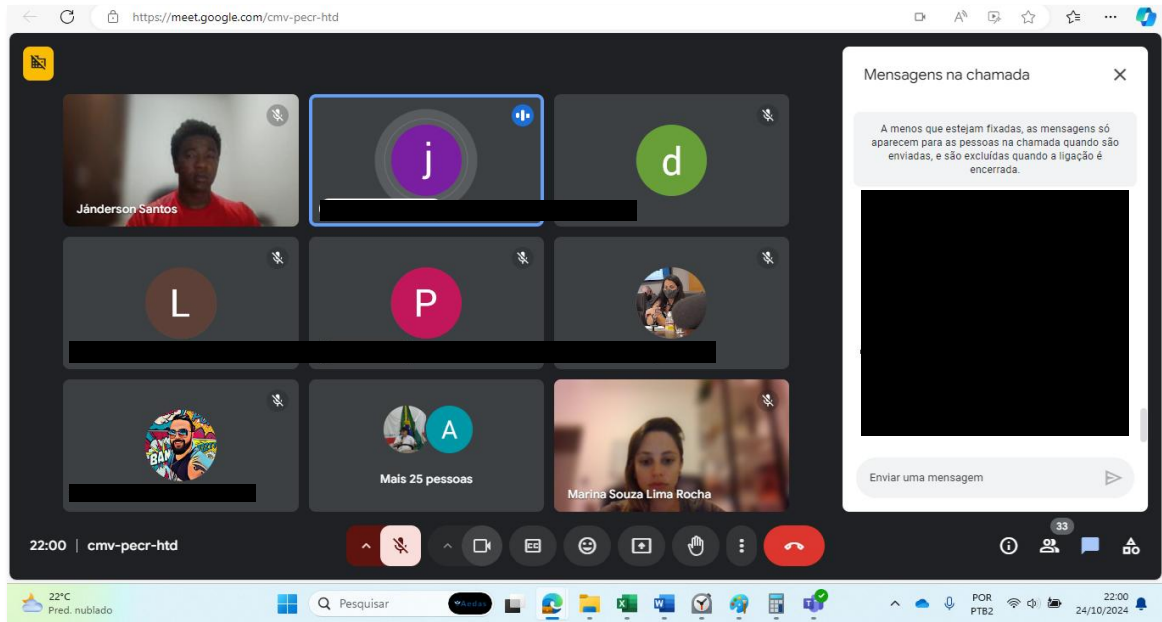 https://meet.google.com/cmv-pecr-htd
Jánderson Santos
j
d
L
P
BAM
A
Mais 25 pessoas
Marina Souza Lima Rocha
Mensagens na chamada
A menos que estejam fixadas, as mensagens só
aparecem para as pessoas na chamada quando são
enviadas, e são excluídas quando a ligação é
encerrada.
Enviar uma mensagem
22:00 | cmv-pecr-htd
33
22°C
Pred. nublado
Pesquisar
POR
PTB2
22:00
24/10/2024